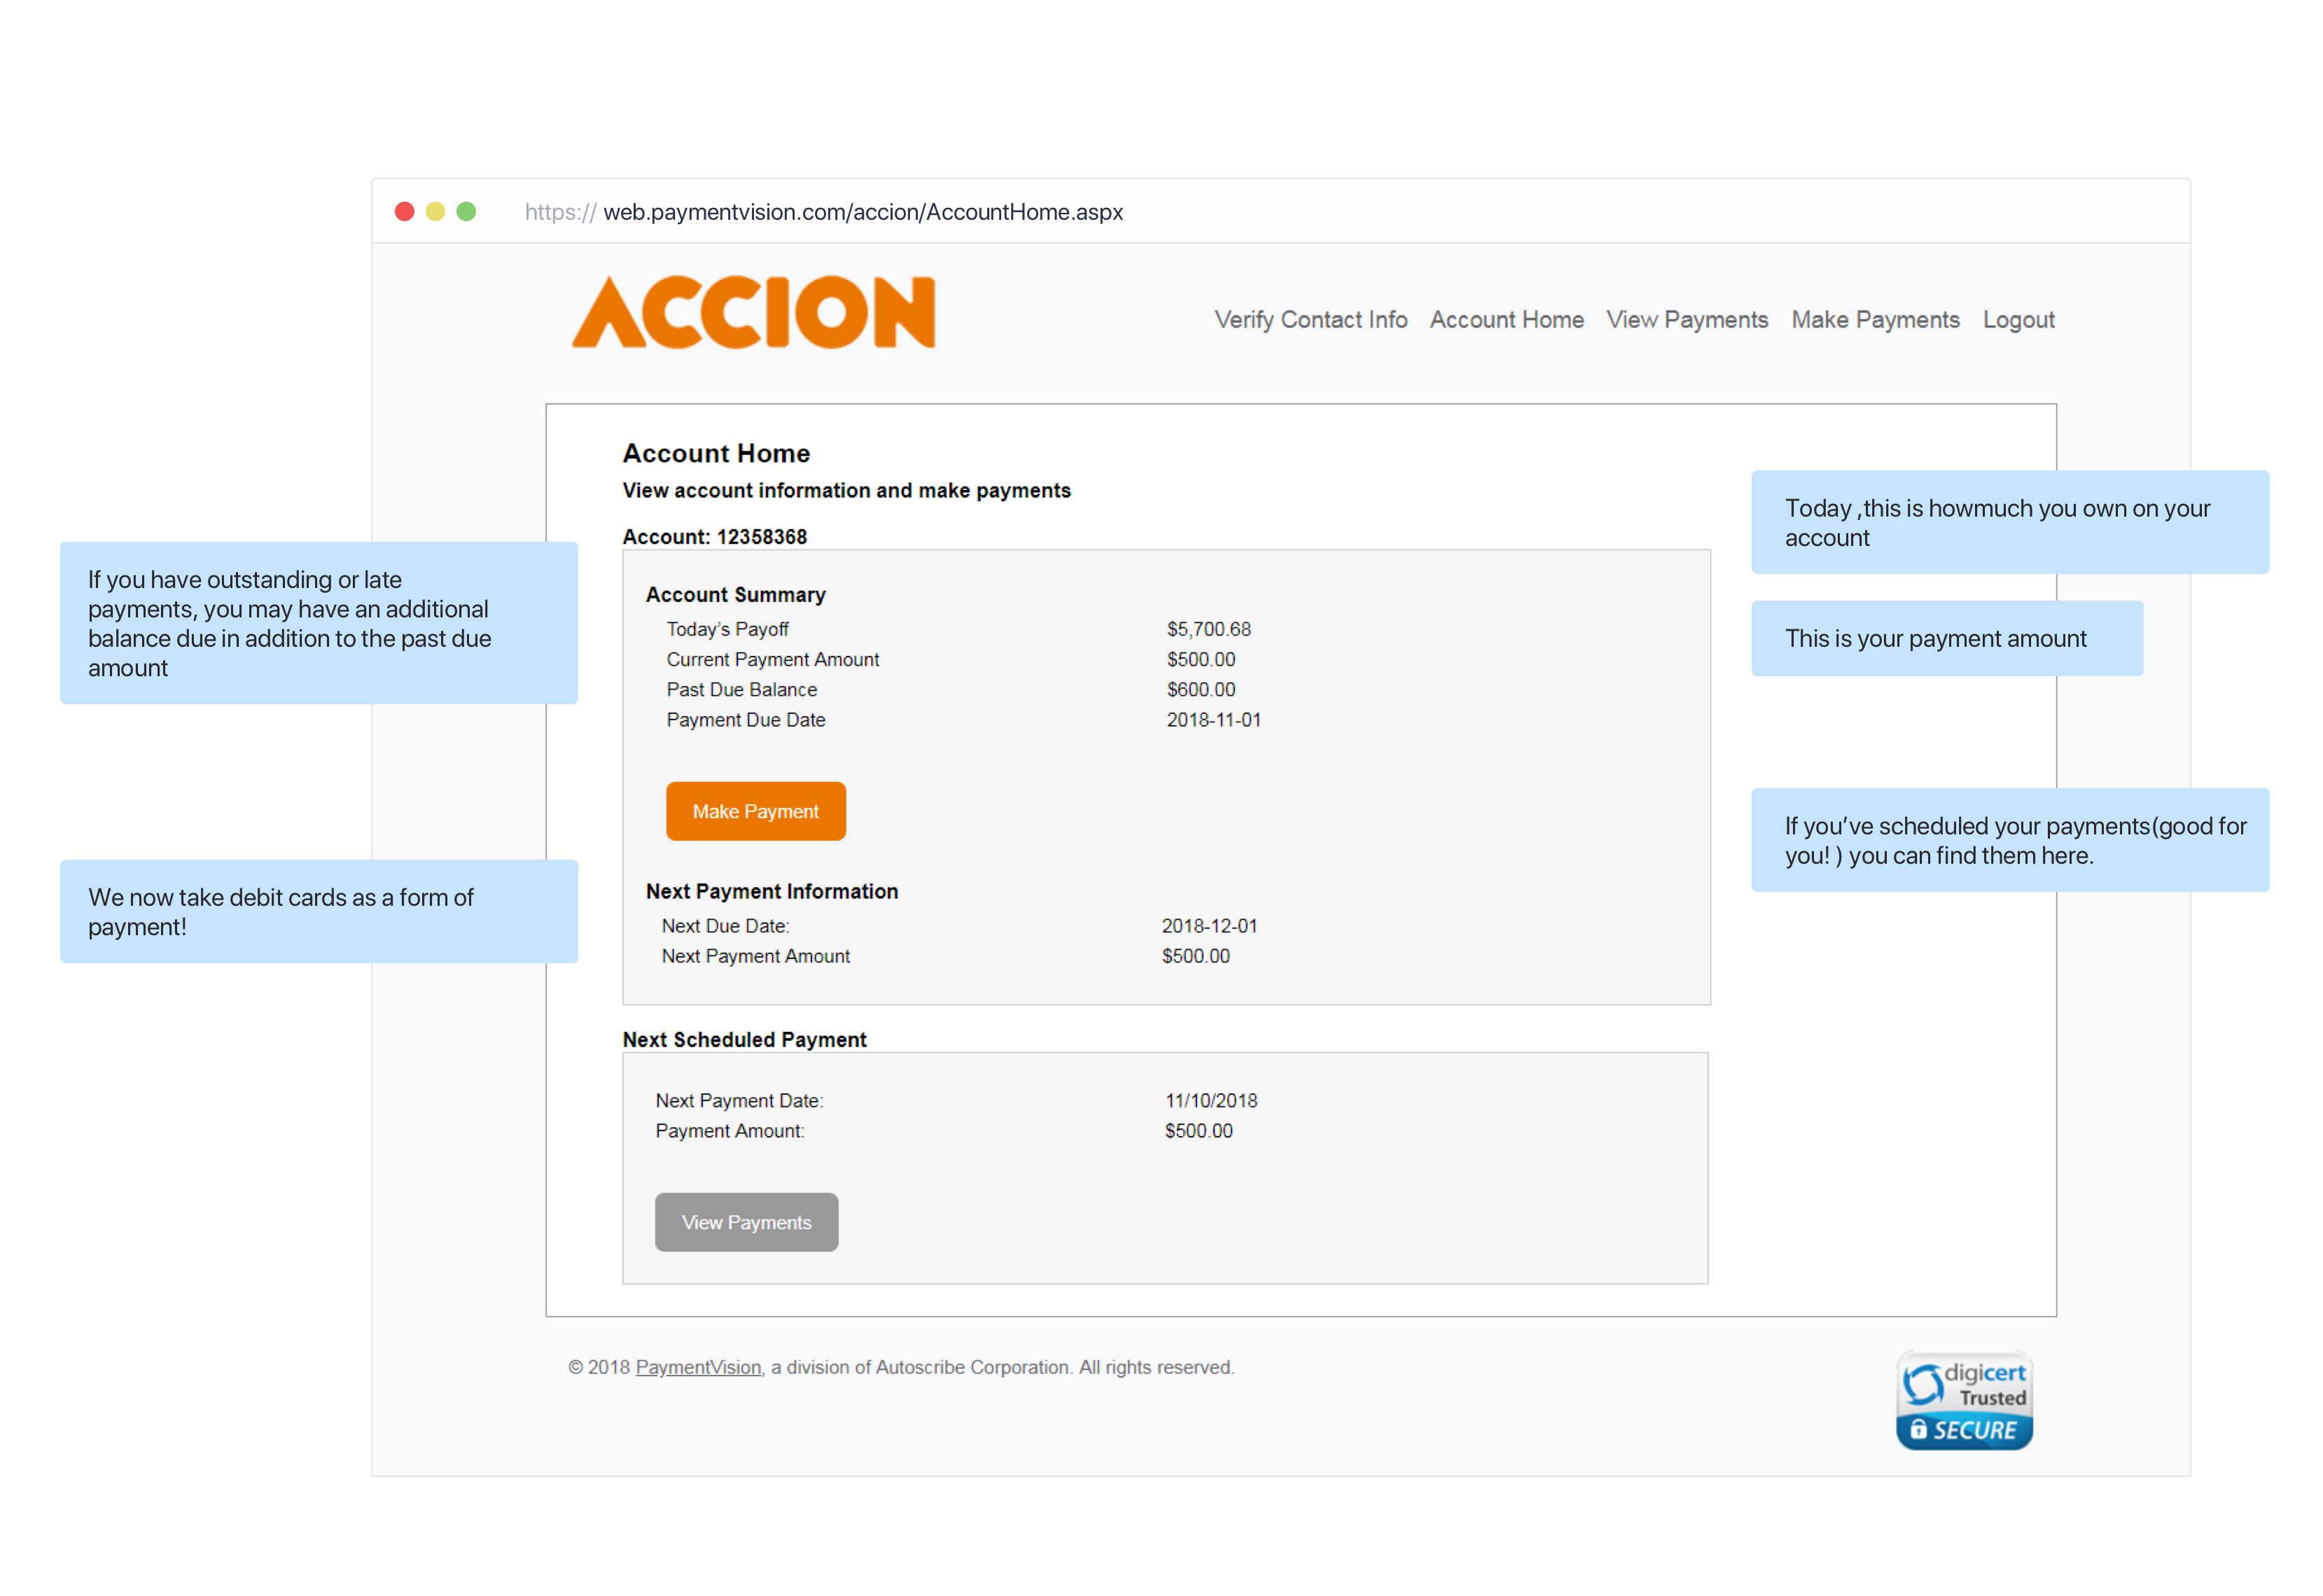 https:// web.paymentvision.com/accion/AccountHome.aspx
ACCION
Verify Contact Info Account Home View Payments Make Payments Logout
Account Home
View account information and make payments
Account: 12358368
Account Summary
Today's Payoff $5,700.68
Current Payment Amount $500.00
Past Due Balance $600.00
Payment Due Date 2018-11-01
Make Payment
Next Payment Information
Next Due Date: 2018-12-01
Next Payment Amount $500.00
Next Scheduled Payment
Next Payment Date: 11/10/2018
Payment Amount: $500.00
View Payments
If you have outstanding or late
payments, you may have an additional
balance due in addition to the past due
amount
We now take debit cards as a form of
payment!
Today ,this is howmuch you own on your
account
This is your payment amount
If you've scheduled your payments(good for
you! ) you can find them here.
© 2018 PaymentVision, a division of Autoscribe Corporation. All rights reserved.
digicert
Trusted
SECURE